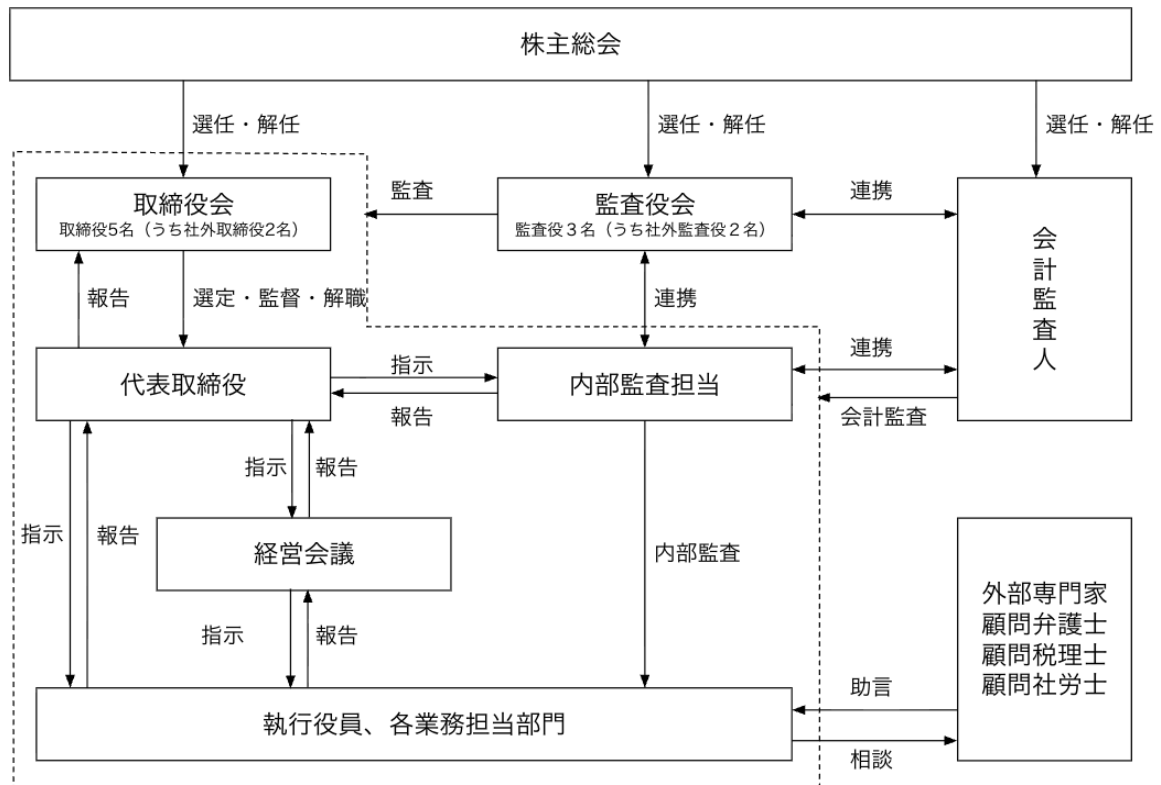 株主総会
選任・解任
選任・解任
選任・解任
取締役会
取締役5名(うち社外取締役2名)
監査
監査役会
監査役３名(うち社外監査役２名)
連携
会計監査人
報告
選定・監督・解職
連携
代表取締役
指示
報告
内部監査担当
連携
会計監査
指示
報告
指示
報告
経営会議
内部監査
指示
報告
外部専門家
顧問弁護士
顧問税理士
顧問社労士
執行役員、各業務担当部門
助言
相談